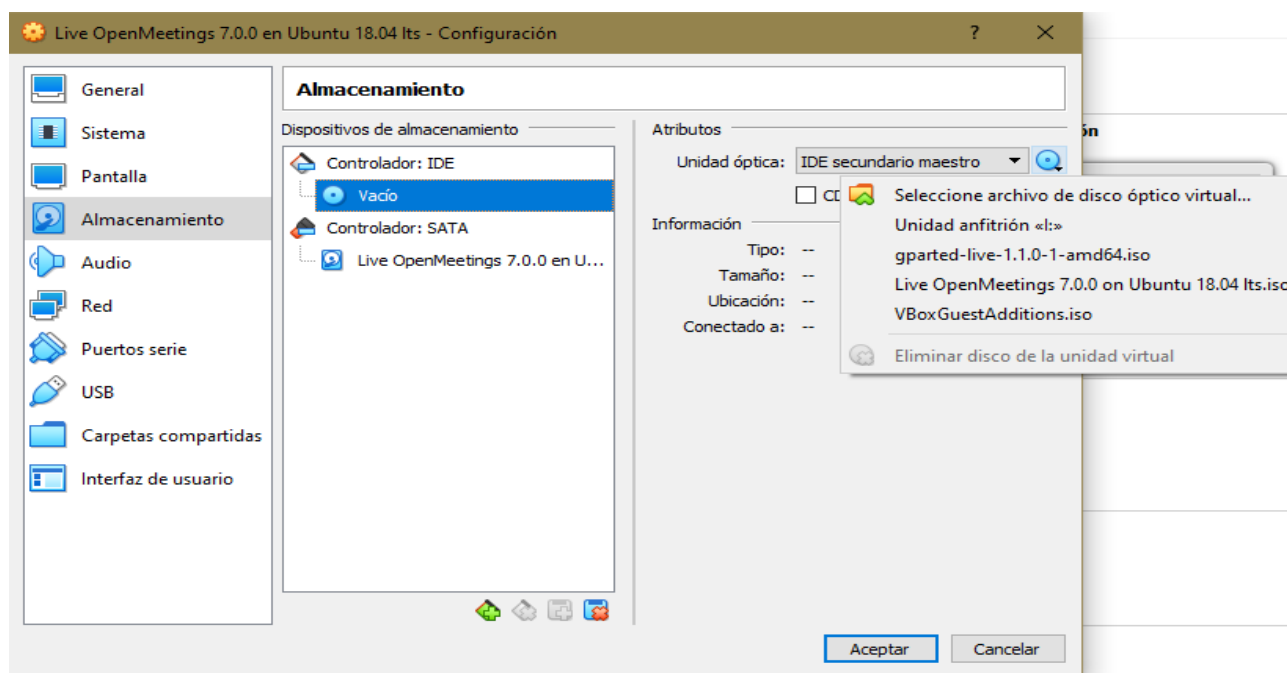 Live OpenMeetings 7.0.0 en Ubuntu 18.04 lts - Configuración
?
General
Sistema
Pantalla
Almacenamiento
Audio
Red
Puertos serie
USB
Carpetas compartidas
Interfaz de usuario
Almacenamiento
Dispositivos de almacenamiento
Controlador: IDE
Vacío
Controlador: SATA
Live OpenMeetings 7.0.0 en U...
Atributos
Unidad óptica: IDE secundario maestro
Información
Tipo: --
Tamaño: --
Ubicación: --
Conectado a: --
Seleccione archivo de disco óptico virtual...
Unidad anfitrión «I:»
gparted-live-1.1.0-1-amd64.iso
Live OpenMeetings 7.0.0 on Ubuntu 18.04 lts.iso
VBoxGuestAdditions.iso
Eliminar disco de la unidad virtual
Aceptar
Cancelar
ón